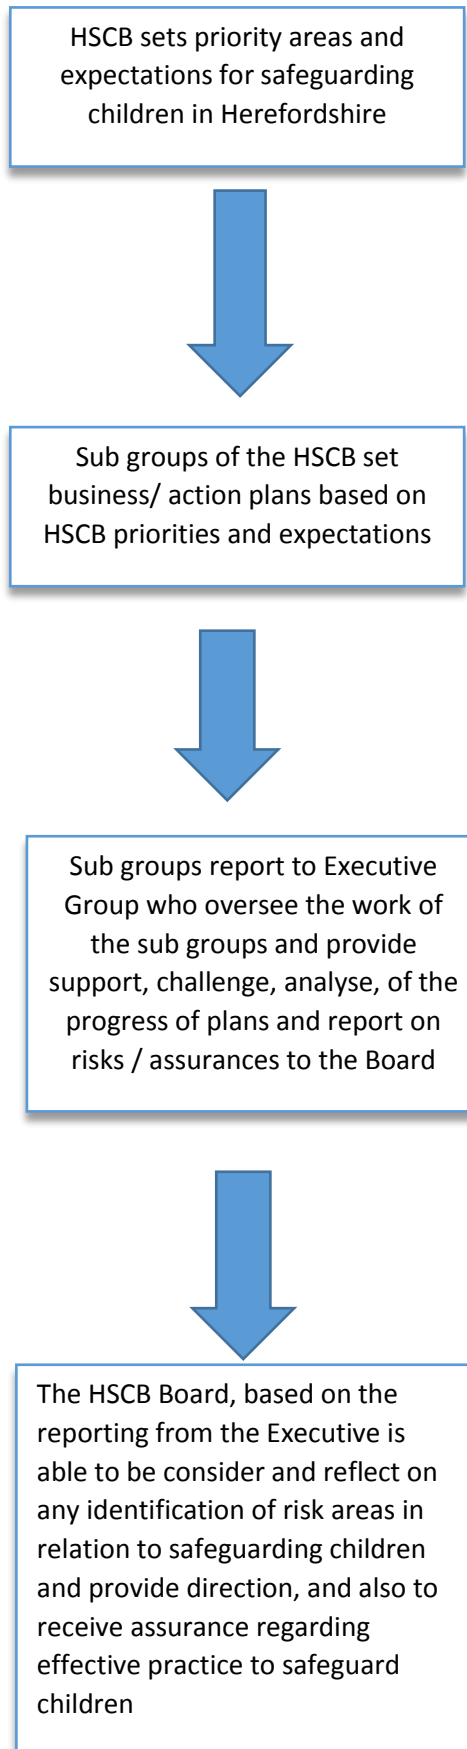 HSCB sets priority areas and
expectations for safeguarding
children in Herefordshire
Sub groups of the HSCB set
business/ action plans based on
HSCB priorities and expectations
Sub groups report to Executive
Group who oversee the work of
the sub groups and provide
support, challenge, analyse, of the
progress of plans and report on
risks / assurances to the Board
The HSCB Board, based on the
reporting from the Executive is
able to be consider and reflect on
any identification of risk areas in
relation to safeguarding children
and provide direction, and also to
receive assurance regarding
effective practice to safeguard
children